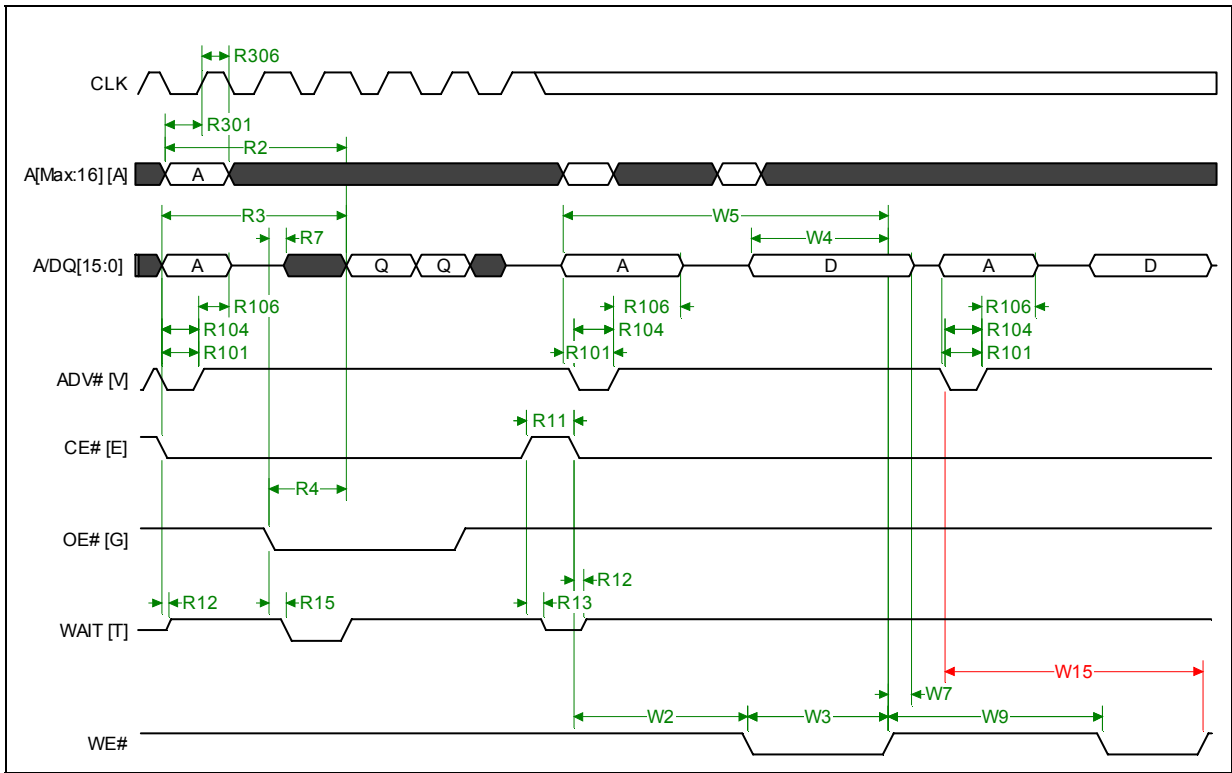 CLK
R306
R301
R2
A[Max:16] [A]
A
R3
W5
R7
W4
A/DQ[15:0]
A
Q
Q
A
D
A
D
R106
R106
R106
R104
R104
R104
R101
R101
R101
ADV# [V]
R11
CE# [E]
R4
OE# [G]
R12
R12
R15
R13
WAIT [T]
W15
W7
W2
W3
W9
WE#